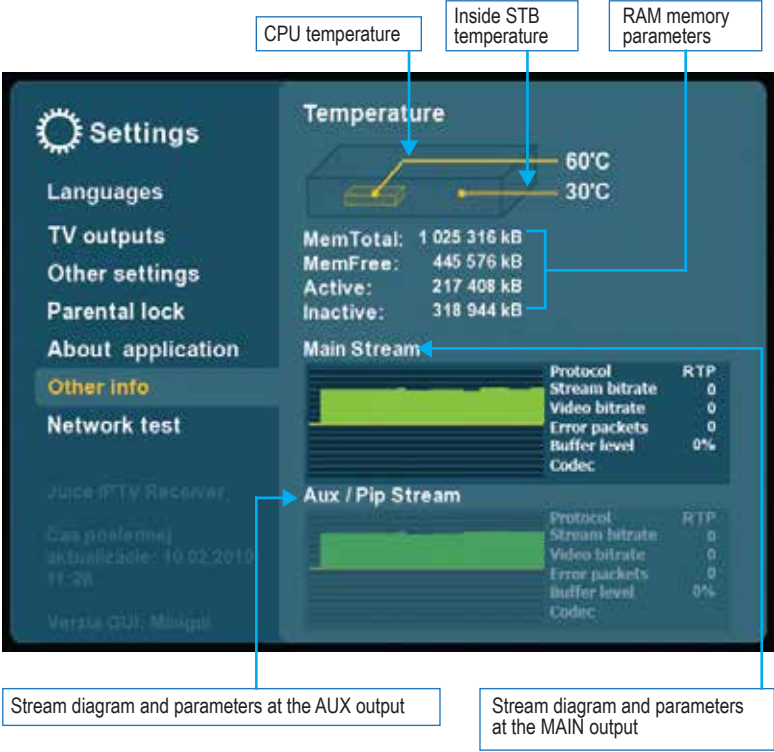 CPU temperature
Inside STB
temperature
RAM memory
parameters
Settings
Languages
TV outputs
Other settings
Parental lock
About application
Other info
Network test
Juice IPTV Receiver
Čas poslednej
aktualizácie: 10.02.2010
11:28
Verzia GUI: Minigui
Temperature
60'C
30'C
MemTotal: 1 025 316 kB
MemFree: 445 576 kB
Active: 217 408 kB
Inactive: 318 944 kB
Main Stream
Protocol RTP
Stream bitrate 0
Video bitrate 0
Error packets 0
Buffer level 0%
Codec
Aux / Pip Stream
Protocol RTP
Stream bitrate 0
Video bitrate 0
Error packets 0
Buffer level 0%
Codec
Stream diagram and parameters at the AUX output
Stream diagram and parameters
at the MAIN output